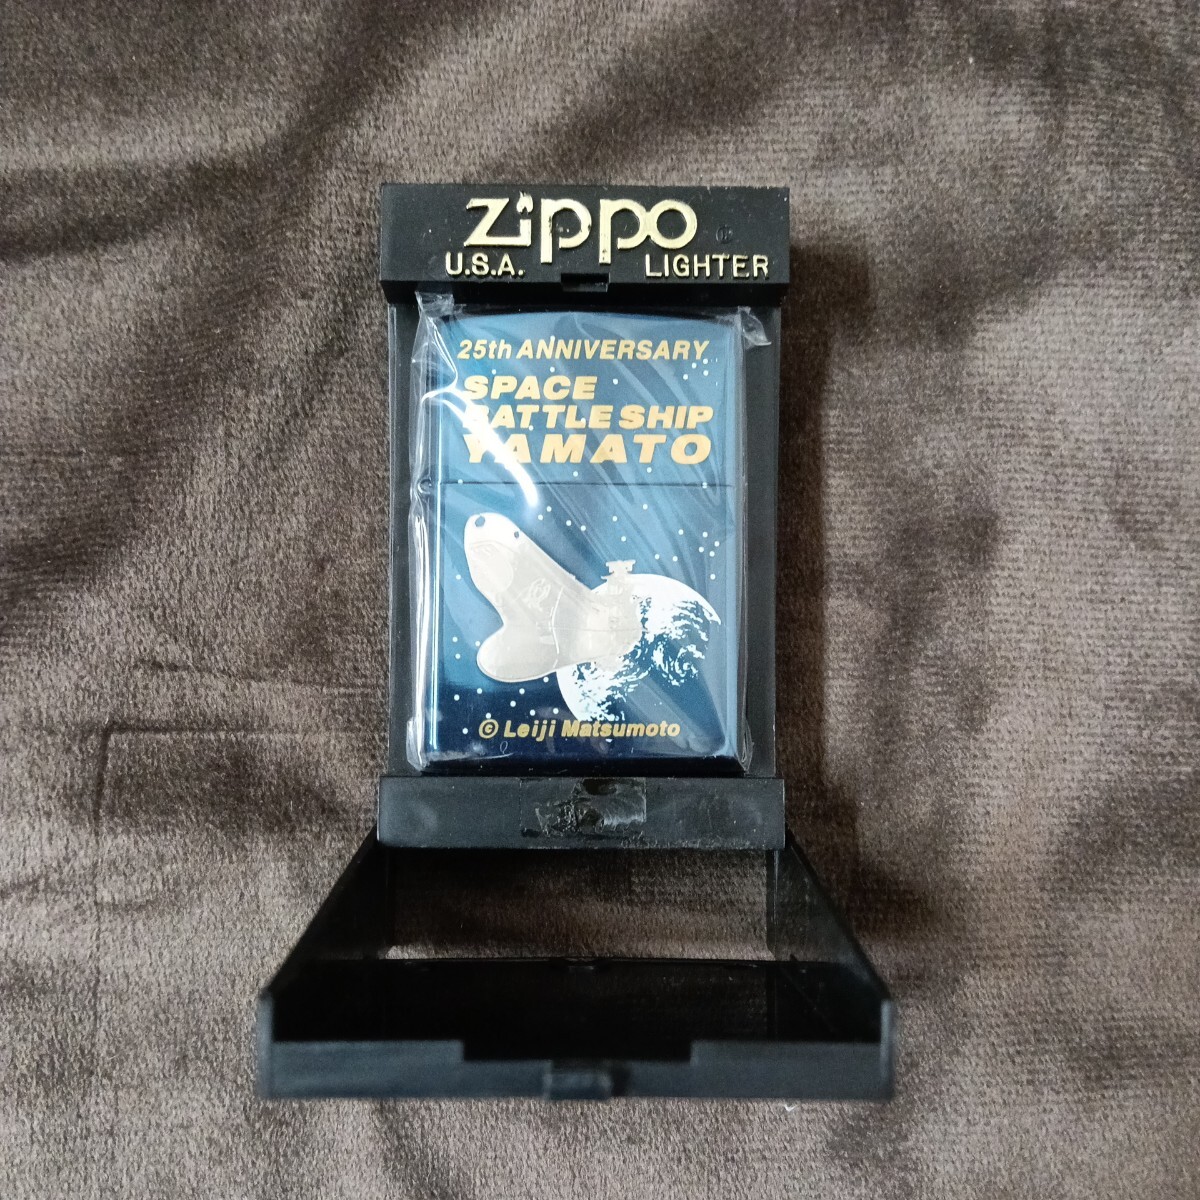 Zippo ®
U.S.A. LIGHTER
25th ANNIVERSARY
SPACE
BATTLE SHIP
YAMATO
© Leiji Matsumoto